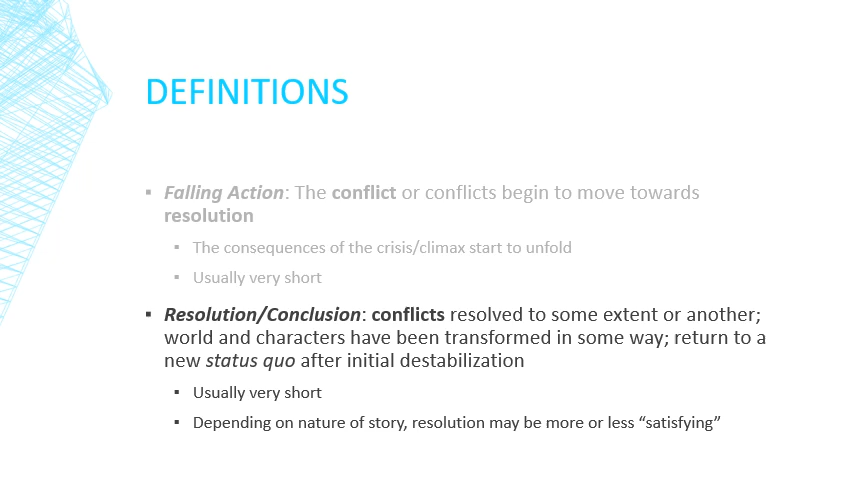 DEFINITIONS
▪ Falling Action: The conflict or conflicts begin to move towards
resolution
▪ The consequences of the crisis/climax start to unfold
▪ Usually very short
▪ Resolution/Conclusion: conflicts resolved to some extent or another;
world and characters have been transformed in some way; return to a
new status quo after initial destabilization
▪ Usually very short
▪ Depending on nature of story, resolution may be more or less “satisfying”